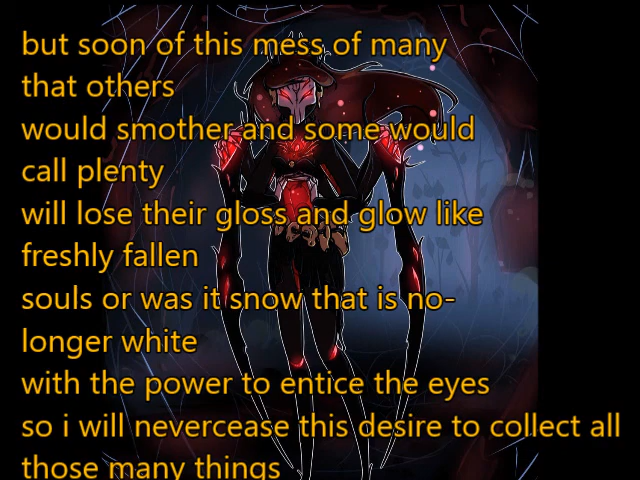 but soon of this mess of many
that others
would smother and some would
call plenty
will lose their gloss and glow like
freshly fallen
souls or was it snow that is no-
longer white
with the power to entice the eyes
so i will nevercease this desire to collect all
those many things